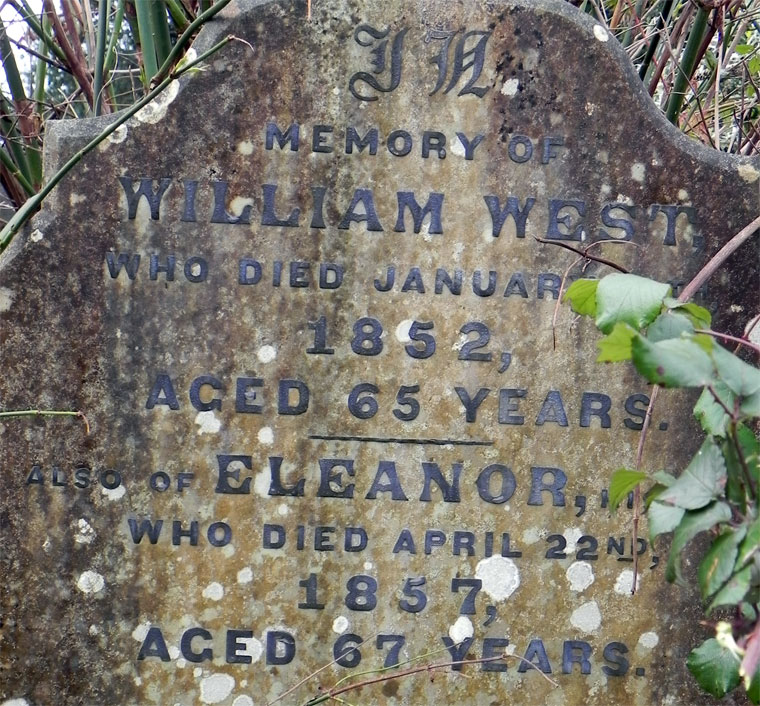 In
MEMORY OF
WILLIAM WEST,
WHO DIED JANUAR
1852,
AGED 65 YEARS.
ALSO OF ELEANOR,
WHO DIED APRIL 22ND,
1857,
AGED 67 YEARS.